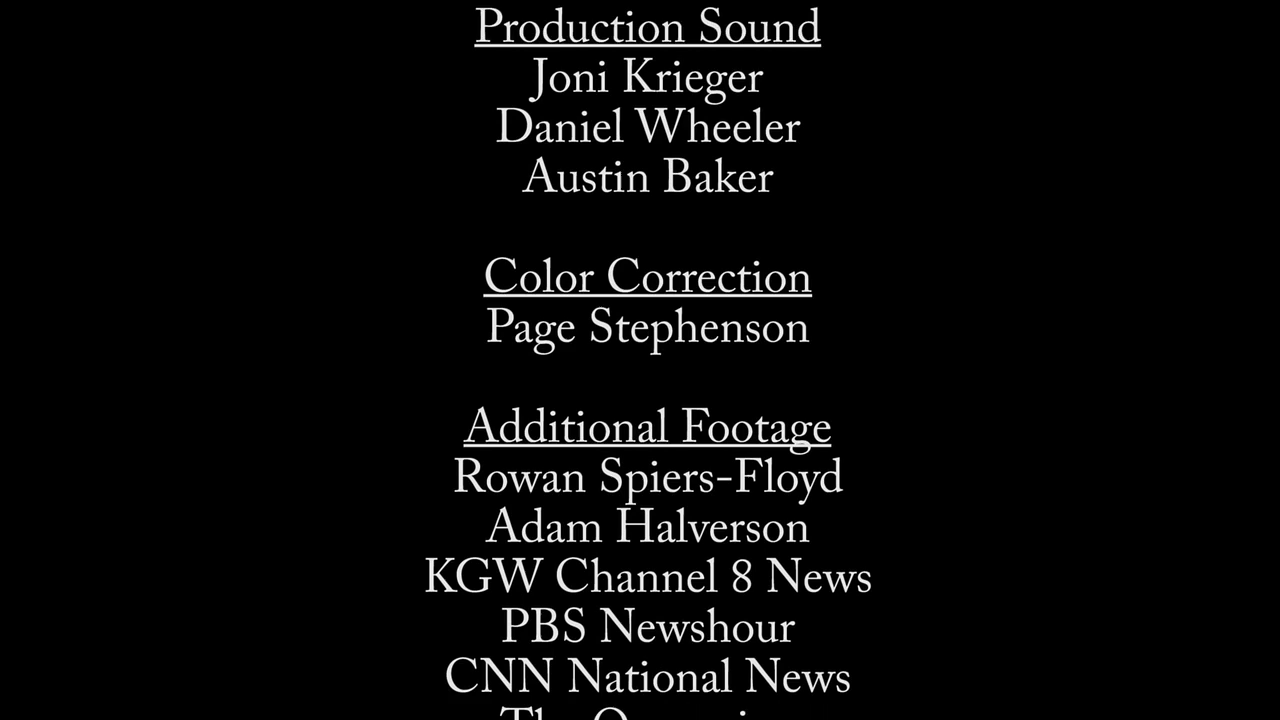 Production Sound
Joni Krieger
Daniel Wheeler
Austin Baker
Color Correction
Page Stephenson
Additional Footage
Rowan Spiers-Floyd
Adam Halverson
KGW Channel 8 News
PBS Newshour
CNN National News
The